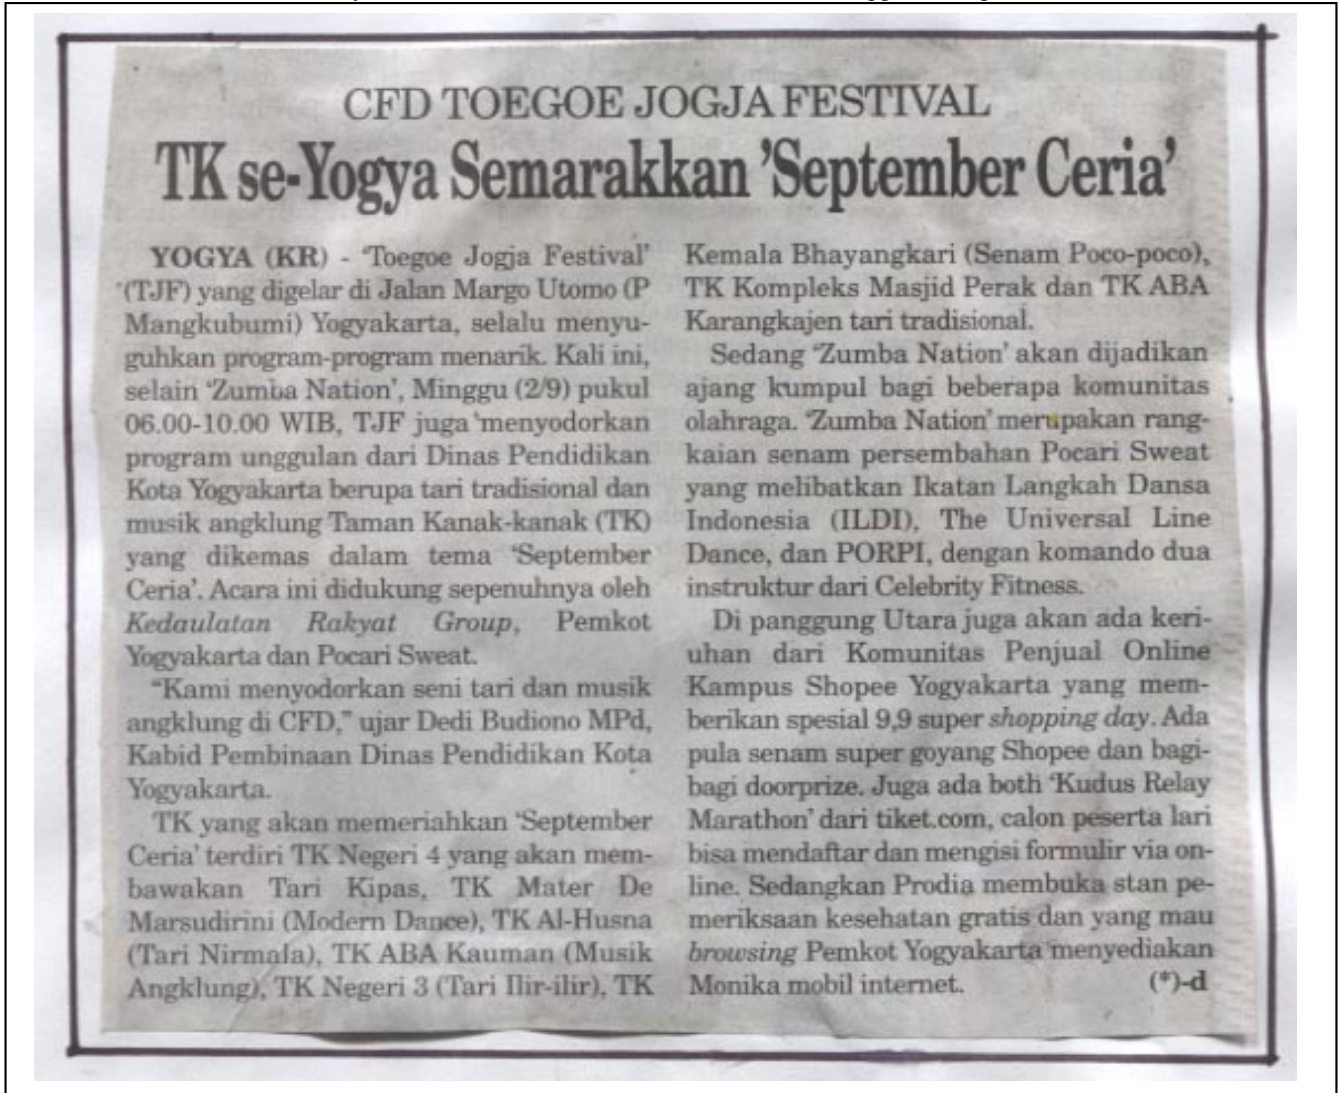 CFD TOEGOE JOGJA FESTIVAL
TK se-Yogya Semarakkan 'September Ceria'
YOGYA (KR) - 'Toegoe Jogja Festival'
(TJF) yang digelar di Jalan Margo Utomo (P
Mangkubumi) Yogyakarta, selalu menyu-
guhkan program-program menarik. Kali ini,
selain 'Zumba Nation', Minggu (2/9) pukul
06.00-10.00 WIB, TJF juga menyodorkan
program unggulan dari Dinas Pendidikan
Kota Yogyakarta berupa tari tradisional dan
musik angklung Taman Kanak-kanak (TK)
yang dikemas dalam tema 'September
Ceria'. Acara ini didukung sepenuhnya oleh
Kedaulatan Rakyat Group, Pemkot
Yogyakarta dan Pocari Sweat.
"Kami menyodorkan seni tari dan musik
angklung di CFD," ujar Dedi Budiono MPd,
Kabid Pembinaan Dinas Pendidikan Kota
Yogyakarta.
TK yang akan memeriahkan 'September
Ceria' terdiri TK Negeri 4 yang akan mem-
bawakan Tari Kipas, TK Mater De
Marsudirini (Modern Dance), TK Al-Husna
(Tari Nirmala), TK ABA Kauman (Musik
Angklung), TK Negeri 3 (Tari Ilir-ilir), TK
Kemala Bhayangkari (Senam Poco-poco),
TK Kompleks Masjid Perak dan TK ABA
Karangkajen tari tradisional.
Sedang 'Zumba Nation' akan dijadikan
ajang kumpul bagi beberapa komunitas
olahraga. 'Zumba Nation' merupakan rang-
kaian senam persembahan Pocari Sweat
yang melibatkan Ikatan Langkah Dansa
Indonesia (ILDI), The Universal Line
Dance, dan PORPI, dengan komando dua
instruktur dari Celebrity Fitness.
Di panggung Utara juga akan ada keri-
uhan dari Komunitas Penjual Online
Kampus Shopee Yogyakarta yang mem-
berikan spesial 9,9 super shopping day. Ada
pula senam super goyang Shopee dan bagi-
bagi doorprize. Juga ada both 'Kudus Relay
Marathon' dari tiket.com, calon peserta lari
bisa mendaftar dan mengisi formulir via on-
line. Sedangkan Prodia membuka stan pe-
meriksaan kesehatan gratis dan yang mau
browsing Pemkot Yogyakarta menyediakan
Monika mobil internet. (*)-d